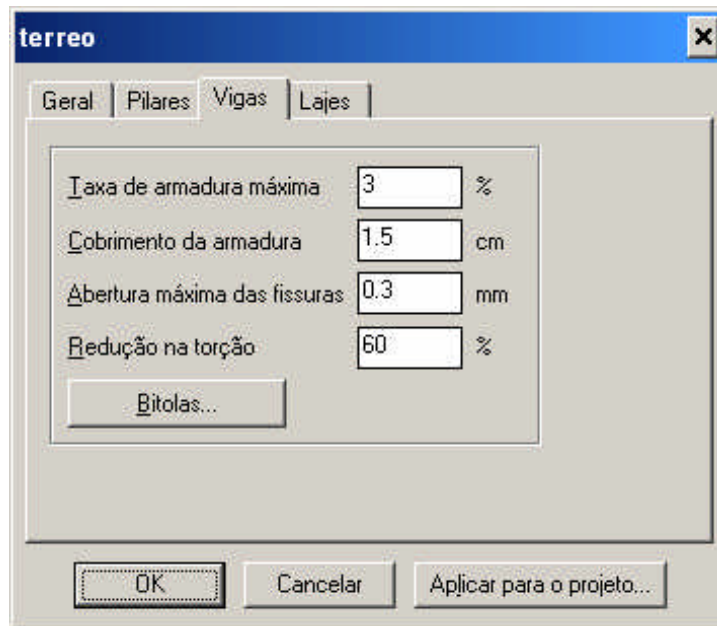 terreo
Geral Pilares Vigas Lajes
Taxa de armadura máxima 3 %
Cobrimento da armadura 1.5 cm
Abertura máxima das fissuras 0.3 mm
Redução na torção 60 %
Bitolas...
OK Cancelar Aplicar para o projeto...